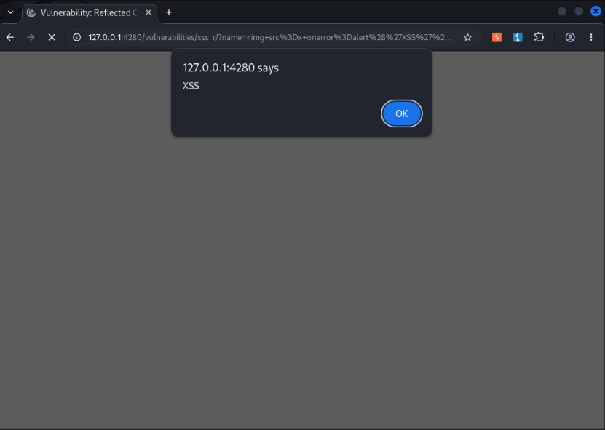 Vulnerability: Reflected C
127.0.0.1:4280/vulnerabilities/xss_r/?name=<img+src%3Dx+onerror%3Dalert%28%27XSS%27%2...
127.0.0.1:4280 says
XSS
OK